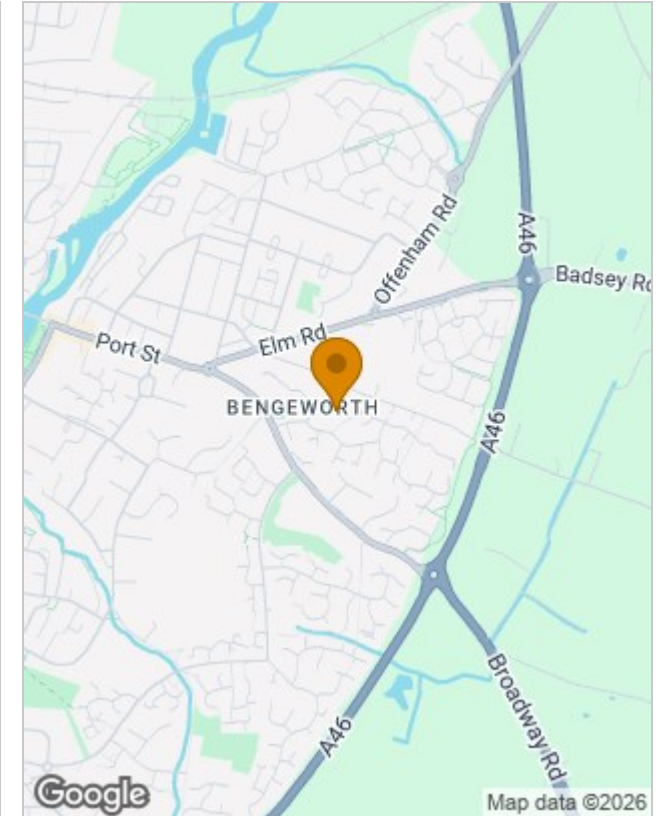 A46
Offenham Rd
Badsey Rd
Elm Rd
Port St
BENGEWORTH
A46
Broadway Rd
A46
Google
Map data ©2026